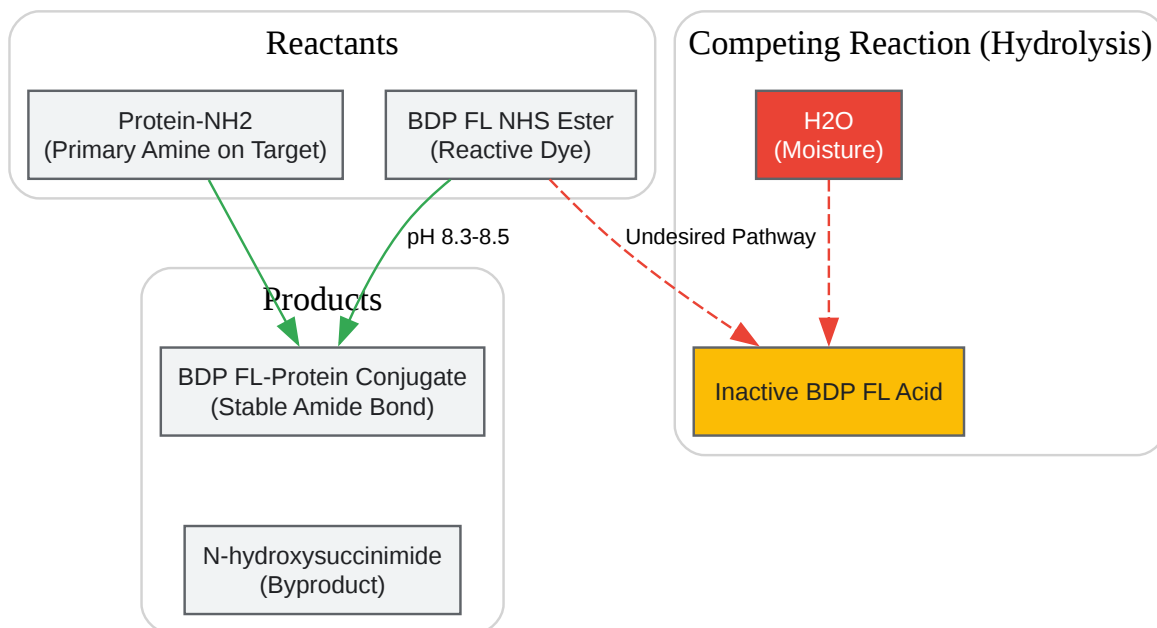 Reactants
Protein-NH2
(Primary Amine on Target)
BDP FL NHS Ester
(Reactive Dye)
Competing Reaction (Hydrolysis)
H2O
(Moisture)
pH 8.3-8.5
Undesired Pathway
Products
BDP FL-Protein Conjugate
(Stable Amide Bond)
Inactive BDP FL Acid
N-hydroxysuccinimide
(Byproduct)